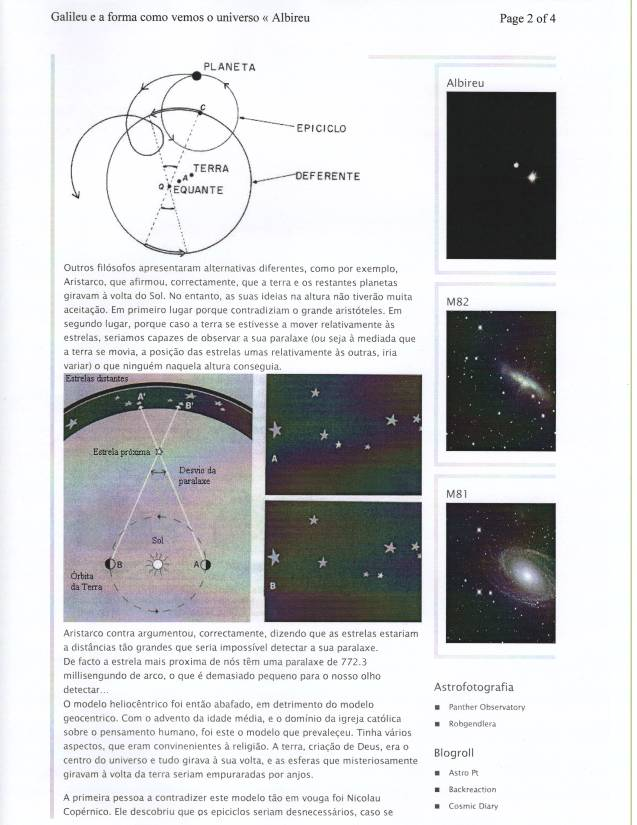 Galileu e a forma como vemos o universo « Albireu
Page 2 of 4
PLANETA
C
EPICICLO
TERRA
A
DEFERENTE
Q
EQUANTE
Outros filósofos apresentaram alternativas diferentes, como por exemplo,
Aristarco, que afirmou, correctamente, que a terra e os restantes planetas
giravam à volta do Sol. No entanto, as suas ideias na altura não tiverão muita
aceitação. Em primeiro lugar porque contradiziam o grande aristóteles. Em
segundo lugar, porque caso a terra se estivesse a mover relativamente às
estrelas, seriamos capazes de observar a sua paralaxe (ou seja à mediada que
a terra se movia, a posição das estrelas umas relativamente às outras, iria
variar) o que ninguém naquela altura conseguia.
Estrelas distantes
A'
B'
Estrela próxima
Desvio da
paralaxe
Sol
B
A
Órbita
da Terra
A
B
Aristarco contra argumentou, correctamente, dizendo que as estrelas estariam
a distâncias tão grandes que seria impossível detectar a sua paralaxe.
De facto a estrela mais proxima de nós têm uma paralaxe de 772.3
millisengundo de arco, o que é demasiado pequeno para o nosso olho
detectar...
O modelo heliocêntrico foi então abafado, em detrimento do modelo
geocentrico. Com o advento da idade média, e o domínio da igreja católica
sobre o pensamento humano, foi este o modelo que prevaleçeu. Tinha vários
aspectos, que eram convinenientes à religião. A terra, criação de Deus, era o
centro do universo e tudo girava à sua volta, e as esferas que misteriosamente
giravam à volta da terra seriam empuraradas por anjos.
A primeira pessoa a contradizer este modelo tão em vouga foi Nicolau
Copérnico. Ele descobriu que os epiciclos seriam desnecessários, caso se
Albireu
M82
M81
Astrofotografia
Panther Observatory
Robgendlera
Blogroll
Astro Pt
Backreaction
Cosmic Diary